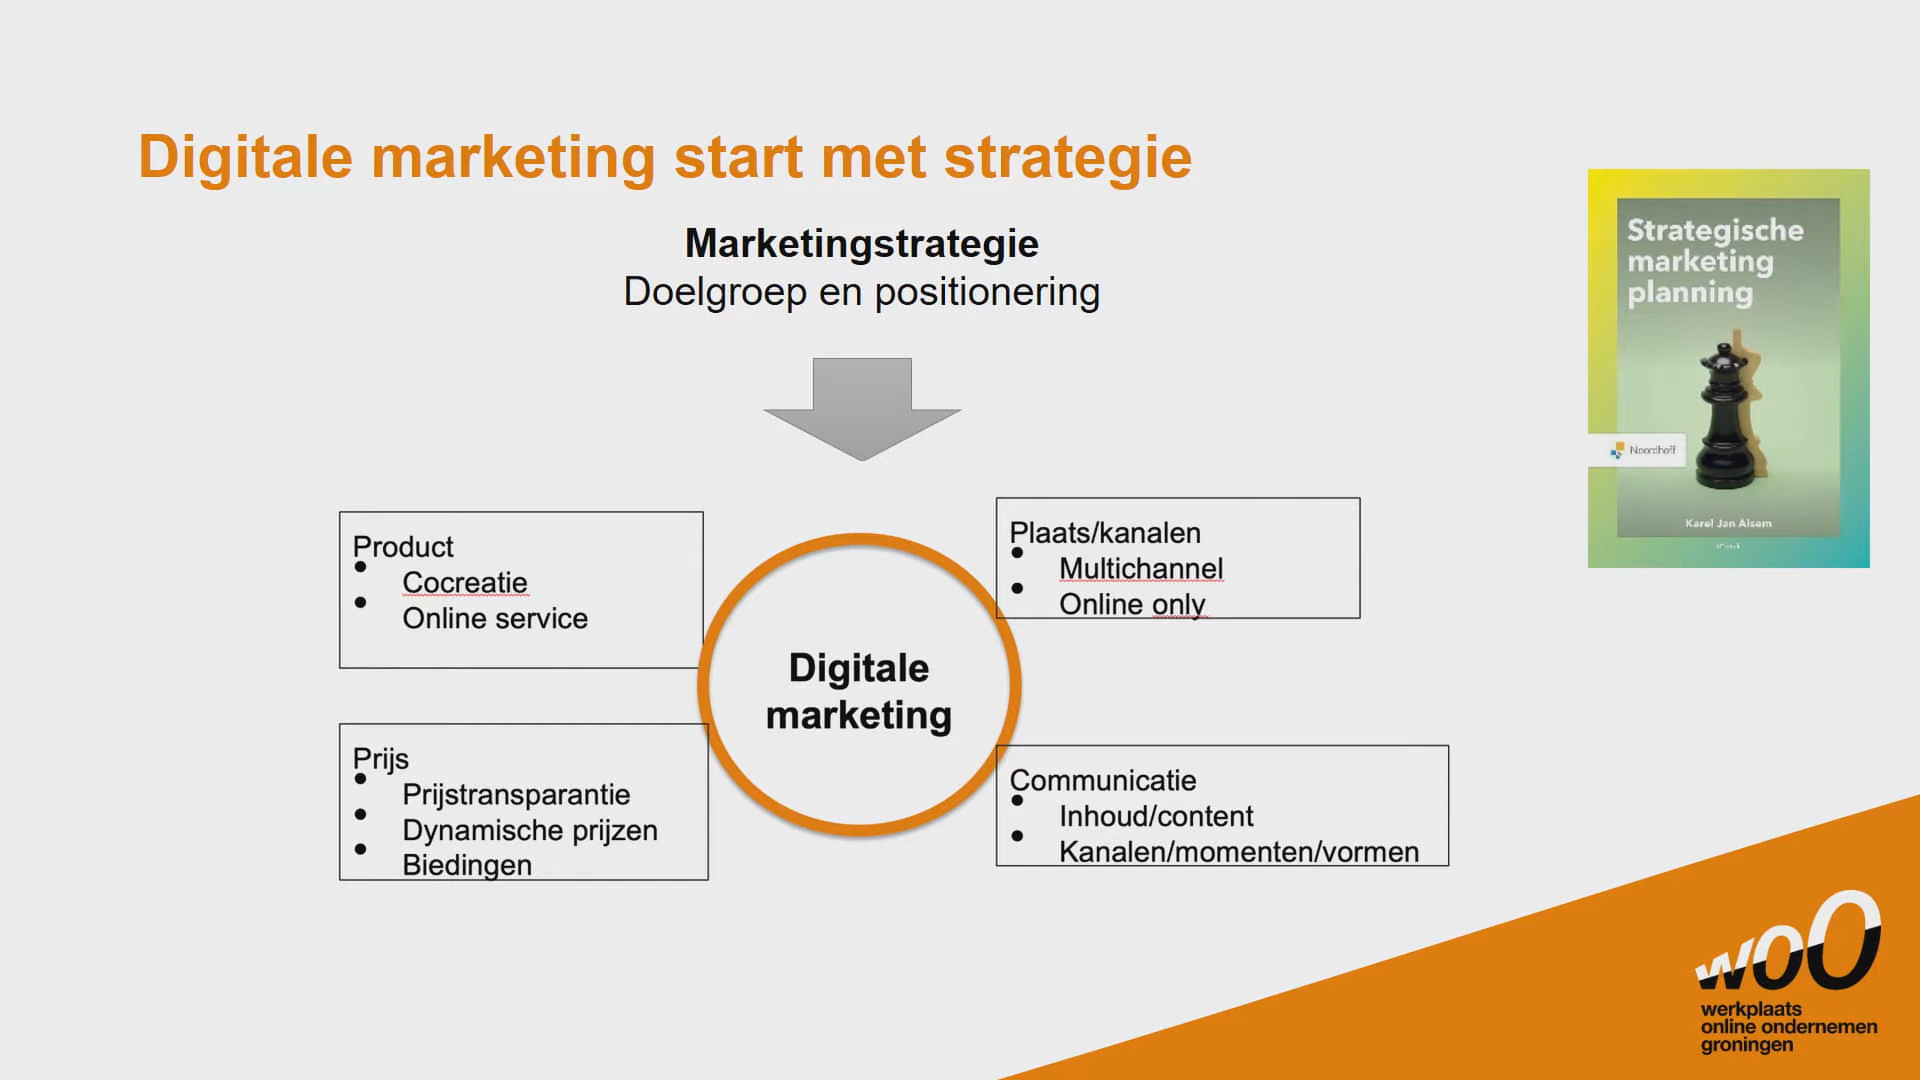 Digitale marketing start met strategie
Marketingstrategie
Doelgroep en positionering
Strategische
marketing
planning
Noordhoff
Karel Jan Alsem
Product
• Cocreatie
• Online service
Plaats/kanalen
• Multichannel
• Online only
Digitale
marketing
Prijs
• Prijstransparantie
• Dynamische prijzen
• Biedingen
Communicatie
• Inhoud/content
• Kanalen/momenten/vormen
woO
werkplaats
online ondernemen
groningen